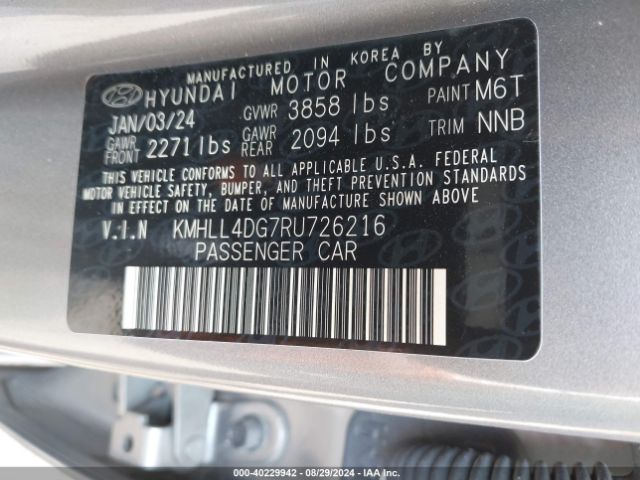 MANUFACTURED IN KOREA BY
HYUNDAI MOTOR COMPANY
JAN/03/24 GVWR 3858 lbs PAINT M6T
GAWR FRONT 2271 lbs GAWR REAR 2094 lbs TRIM NNB
THIS VEHICLE CONFORMS TO ALL APPLICABLE U.S.A. FEDERAL
MOTOR VEHICLE SAFETY, BUMPER, AND THEFT PREVENTION STANDARDS
IN EFFECT ON THE DATE OF MANUFACTURE SHOWN ABOVE
V.I.N KMHLL4DG7RU726216
PASSENGER CAR
000-40229942 - 08/29/2024 - IAA Inc.